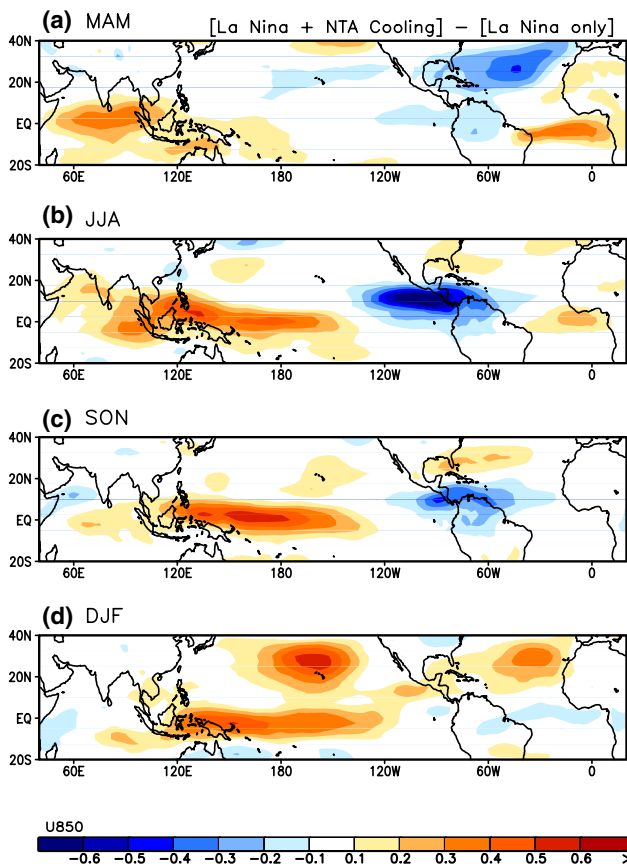 (a) MAM [La Nina + NTA Cooling] − [La Nina only]
40N
20N
EQ
20S
60E 120E 180 120W 60W 0
(b) JJA
40N
20N
EQ
20S
60E 120E 180 120W 60W 0
(c) SON
40N
20N
EQ
20S
60E 120E 180 120W 60W 0
(d) DJF
40N
20N
EQ
20S
60E 120E 180 120W 60W 0
U850
−0.6 −0.5 −0.4 −0.3 −0.2 −0.1 0.1 0.2 0.3 0.4 0.5 0.6